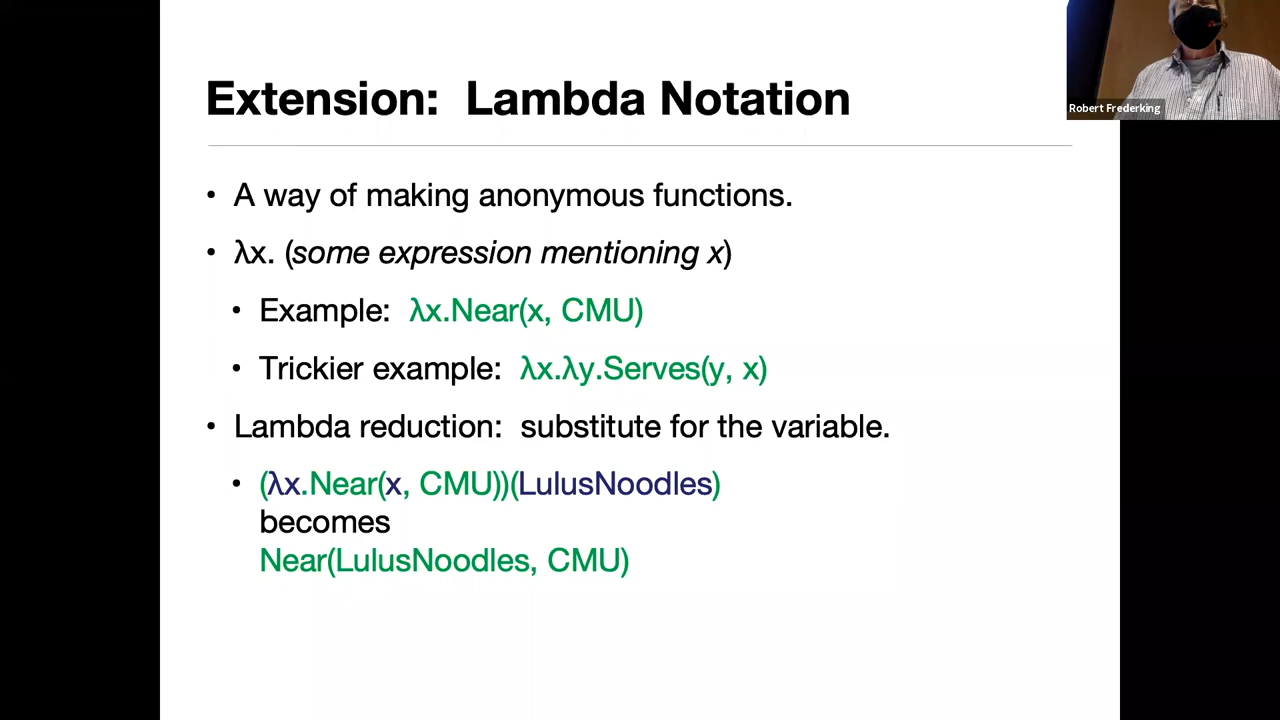 Extension: Lambda Notation
Robert Frederking
• A way of making anonymous functions.
• λx. (some expression mentioning x)
• Example: λx.Near(x, CMU)
• Trickier example: λx.λy.Serves(y, x)
• Lambda reduction: substitute for the variable.
• (λx.Near(x, CMU))(LulusNoodles)
becomes
Near(LulusNoodles, CMU)